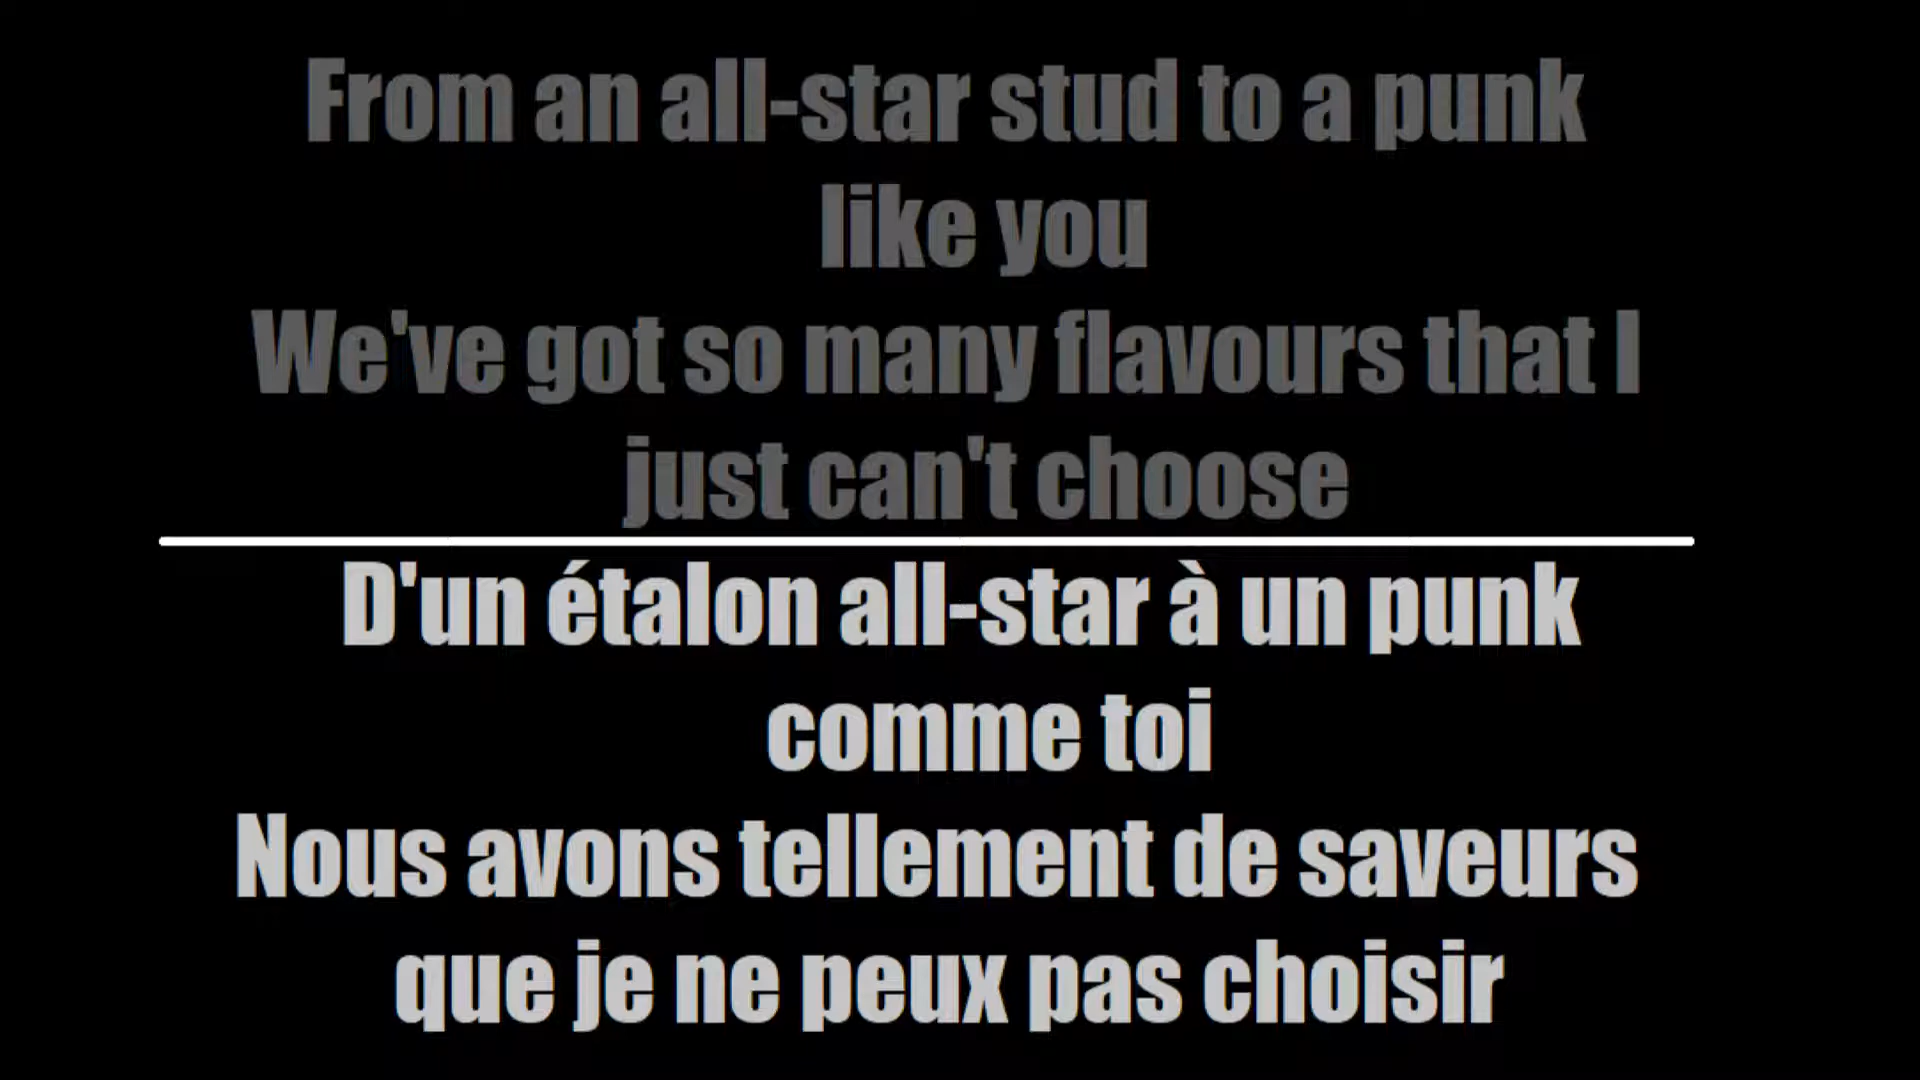 From an all-star stud to a punk
like you
We've got so many flavours that I
just can't choose
D'un étalon all-star à un punk
comme toi
Nous avons tellement de saveurs
que je ne peux pas choisir